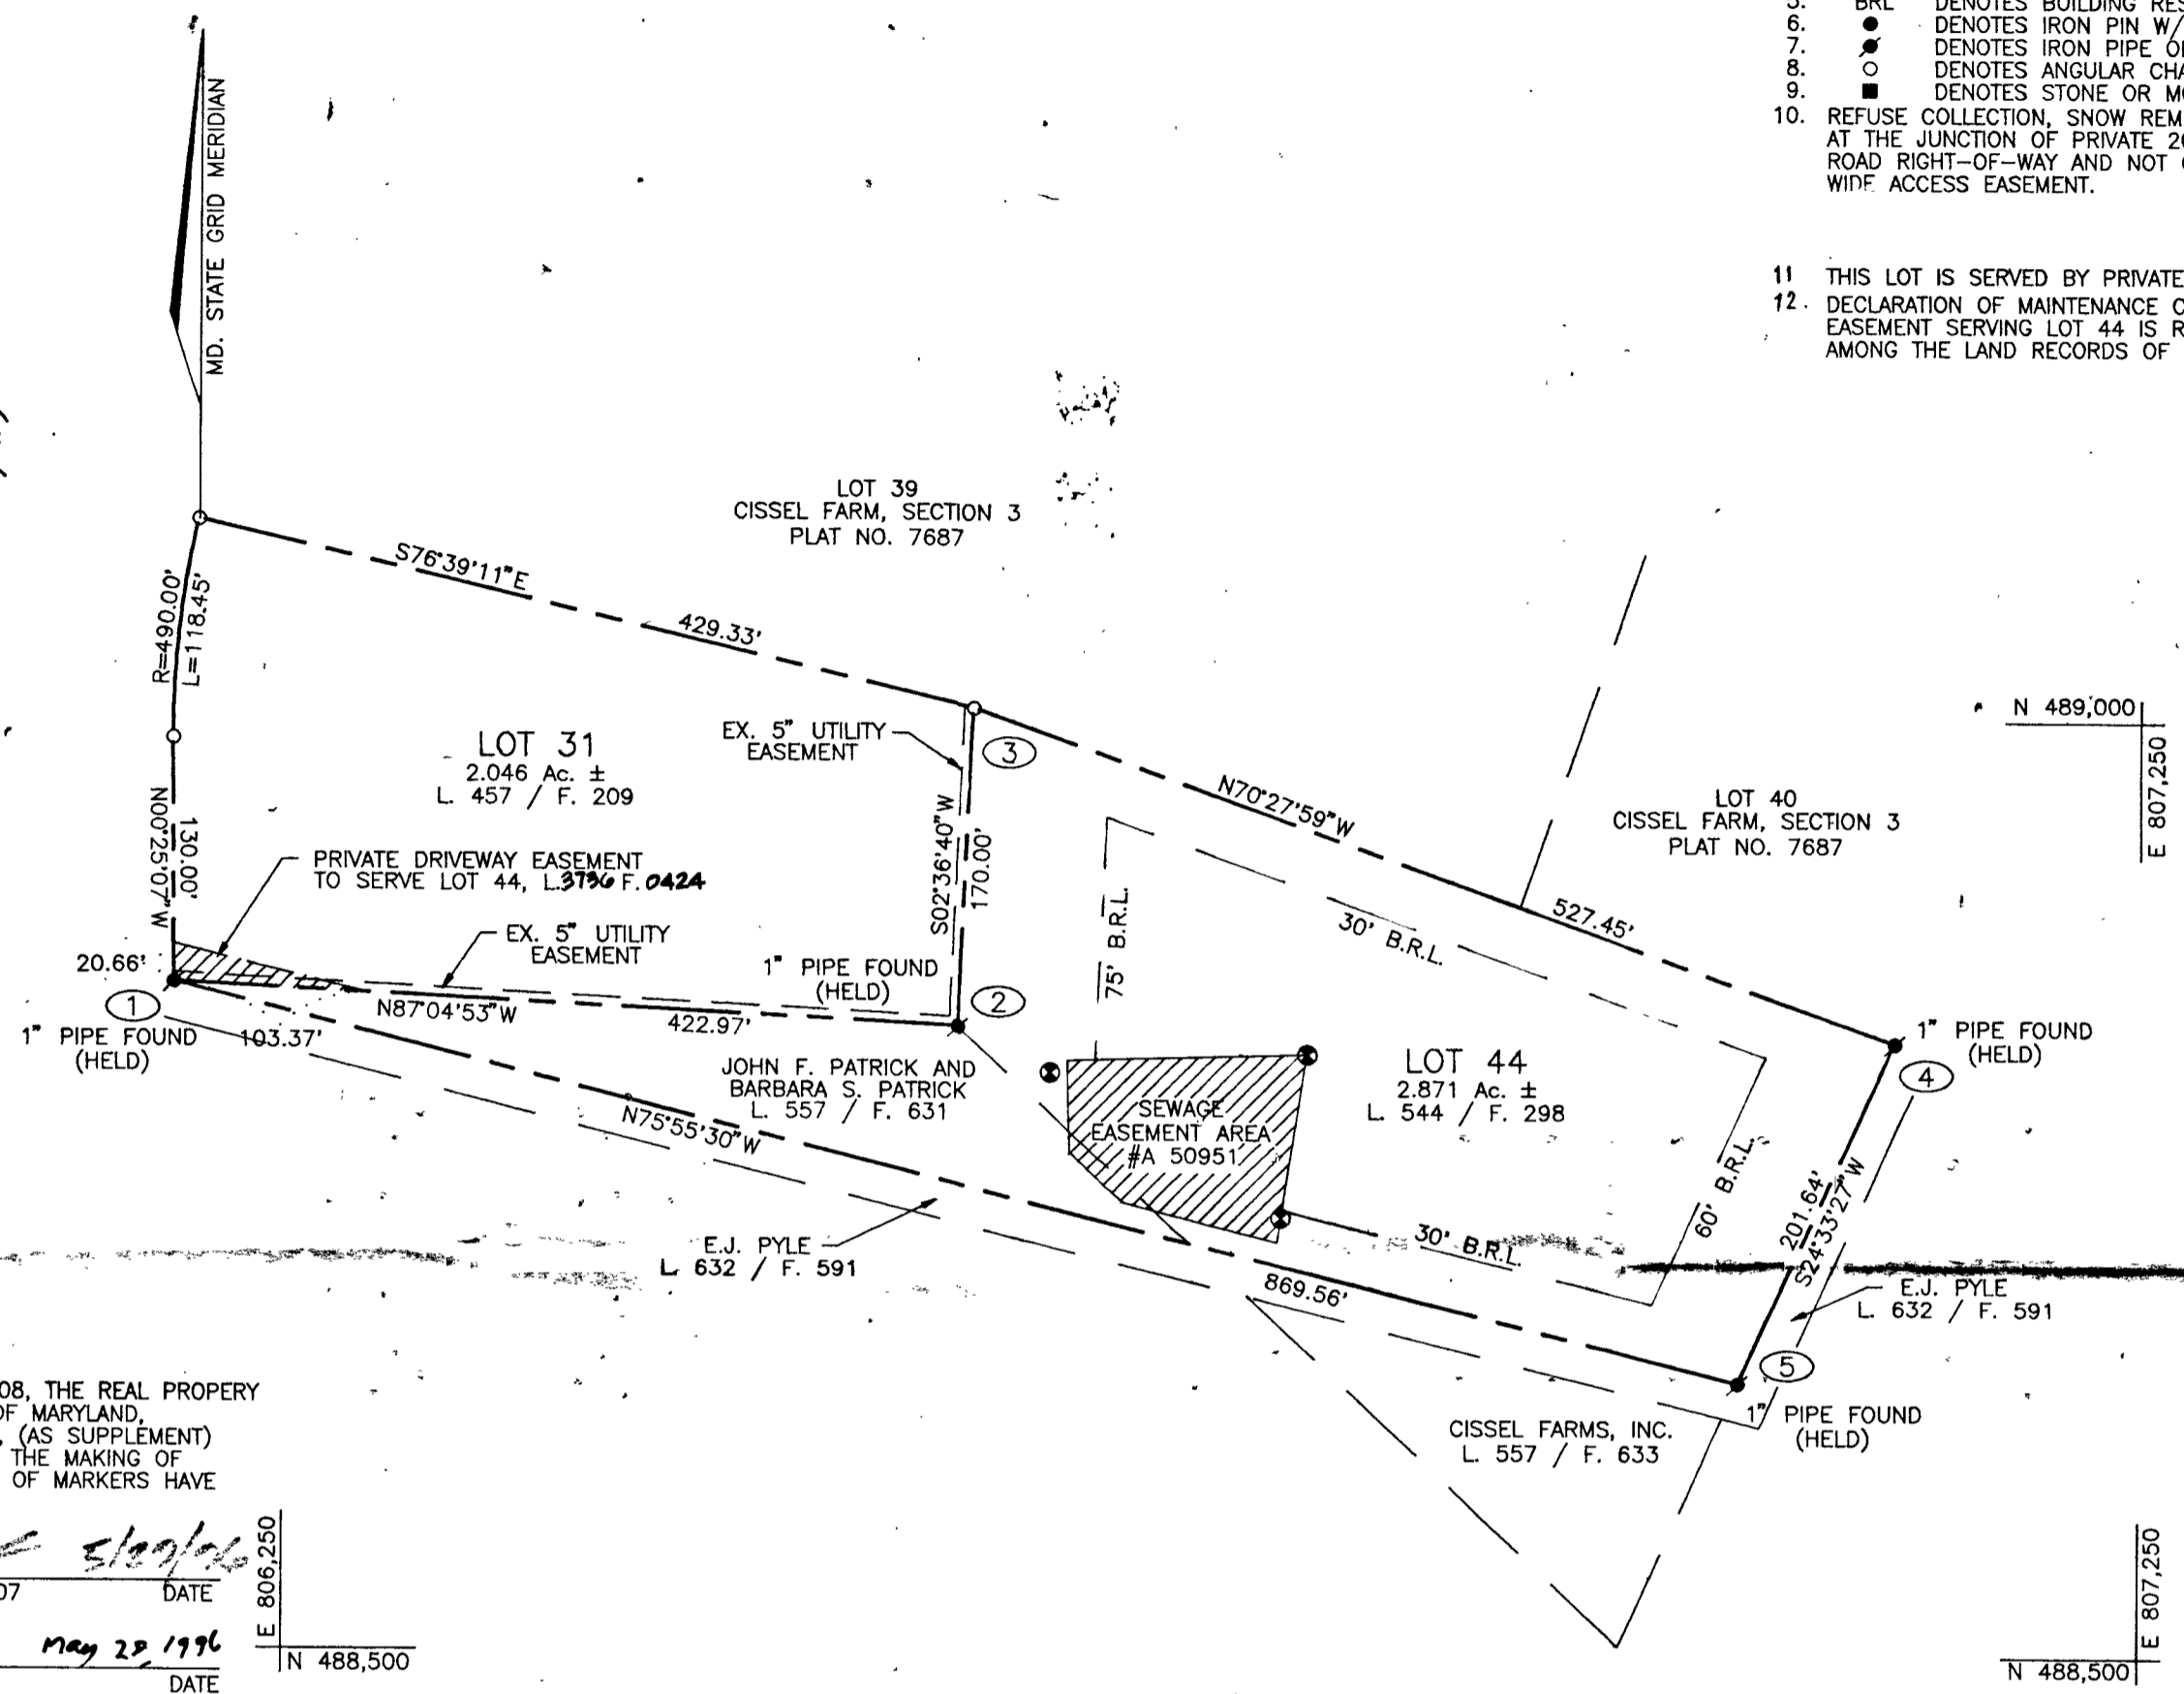 5. BRL DENOTES BUILDING RES
6. DENOTES IRON PIN W/
7. DENOTES IRON PIPE O
8. DENOTES ANGULAR CHA
9. DENOTES STONE OR M
10. REFUSE COLLECTION, SNOW REM
AT THE JUNCTION OF PRIVATE 2
ROAD RIGHT-OF-WAY AND NOT
WIDE ACCESS EASEMENT.
11 THIS LOT IS SERVED BY PRIVATE
12. DECLARATION OF MAINTENANCE
EASEMENT SERVING LOT 44 IS R
AMONG THE LAND RECORDS OF
MD. STATE GRID MERIDIAN
LOT 39
CISSEL FARM, SECTION 3
PLAT NO. 7687
S76°39'11"E
429.33'
R=490.00'
L=118.45'
LOT 31
2.046 Ac. ±
L. 457 / F. 209
EX. 5" UTILITY
EASEMENT
3
N 489,000
E 807,250
N70°27'59"W
527.45'
LOT 40
CISSEL FARM, SECTION 3
PLAT NO. 7687
N00°25'07"W
130.00'
S02°36'40"W
170.00'
PRIVATE DRIVEWAY EASEMENT
TO SERVE LOT 44, L.3736 F.0424
EX. 5" UTILITY
EASEMENT
75' B.R.L.
30' B.R.L.
20.66'
1
1" PIPE FOUND
(HELD)
103.37'
N87°04'53"W
422.97'
1" PIPE FOUND
(HELD)
2
1" PIPE FOUND
(HELD)
4
JOHN F. PATRICK AND
BARBARA S. PATRICK
L. 557 / F. 631
LOT 44
2.871 Ac. ±
L. 544 / F. 298
SEWAGE
EASEMENT AREA
#A 50951
N75°55'30"W
869.56'
60' B.R.L.
201.64'
S24°33'27"W
E.J. PYLE
L 632 / F. 591
30' B.R.L.
E.J. PYLE
L. 632 / F. 591
5
1" PIPE FOUND
(HELD)
CISSEL FARMS, INC.
L. 557 / F. 633
08, THE REAL PROPERY
OF MARYLAND,
(AS SUPPLEMENT)
THE MAKING OF
OF MARKERS HAVE
07 DATE
May 28, 1996
DATE
E 806,250
N 488,500
E 807,250
N 488,500